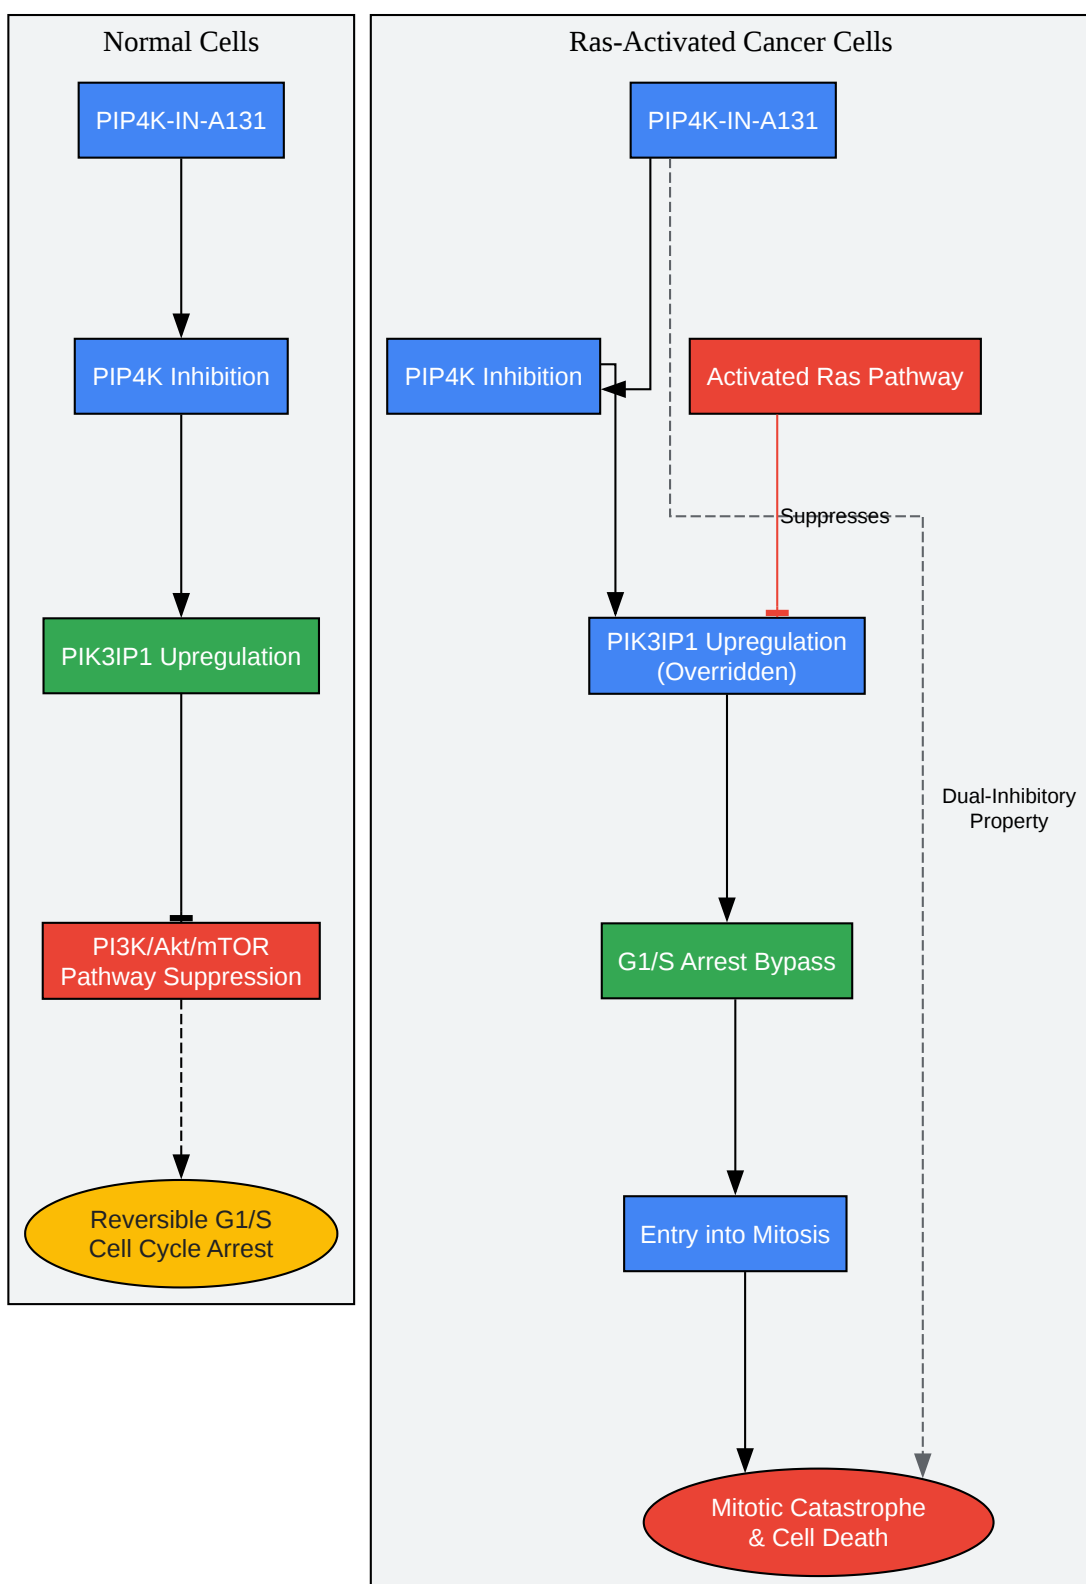 Normal Cells
PIP4K-IN-A131
PIP4K Inhibition
PIK3IP1 Upregulation
PI3K/Akt/mTOR
Pathway Suppression
Reversible G1/S
Cell Cycle Arrest
Ras-Activated Cancer Cells
PIP4K-IN-A131
PIP4K Inhibition
Activated Ras Pathway
Suppresses
PIK3IP1 Upregulation
(Overridden)
Dual-Inhibitory
Property
G1/S Arrest Bypass
Entry into Mitosis
Mitotic Catastrophe
& Cell Death